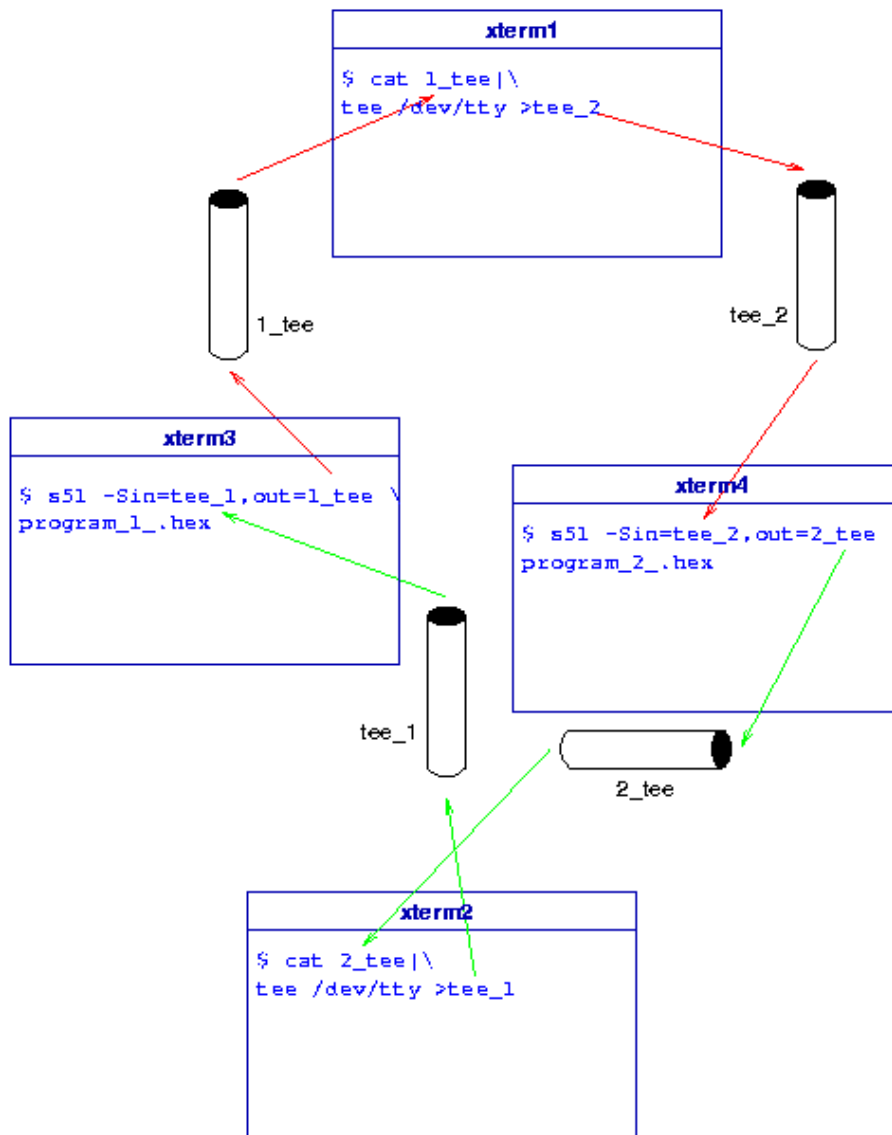 xterm1
$ cat 1_tee|\
tee /dev/tty >tee_2
1_tee
tee_2
xterm3
$ s51 -Sin=tee_1,out=1_tee \
program_1_.hex
xterm4
$ s51 -Sin=tee_2,out=2_tee
program_2_.hex
tee_1
2_tee
xterm2
$ cat 2_tee|\
tee /dev/tty >tee_1